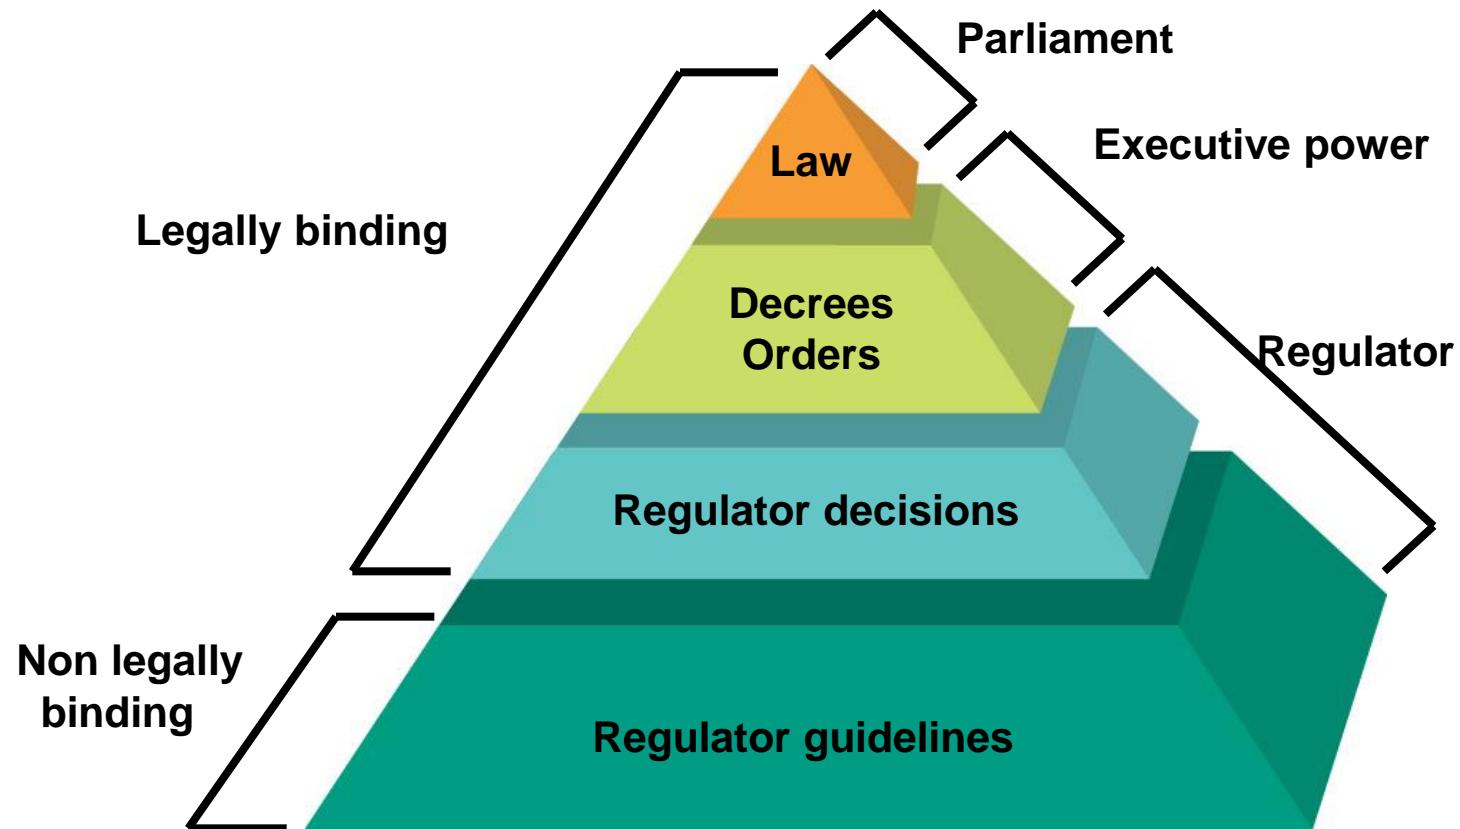 Parliament
Executive power
Law
Legally binding
Decrees
Orders
Regulator
Regulator decisions
Non legally
binding
Regulator guidelines